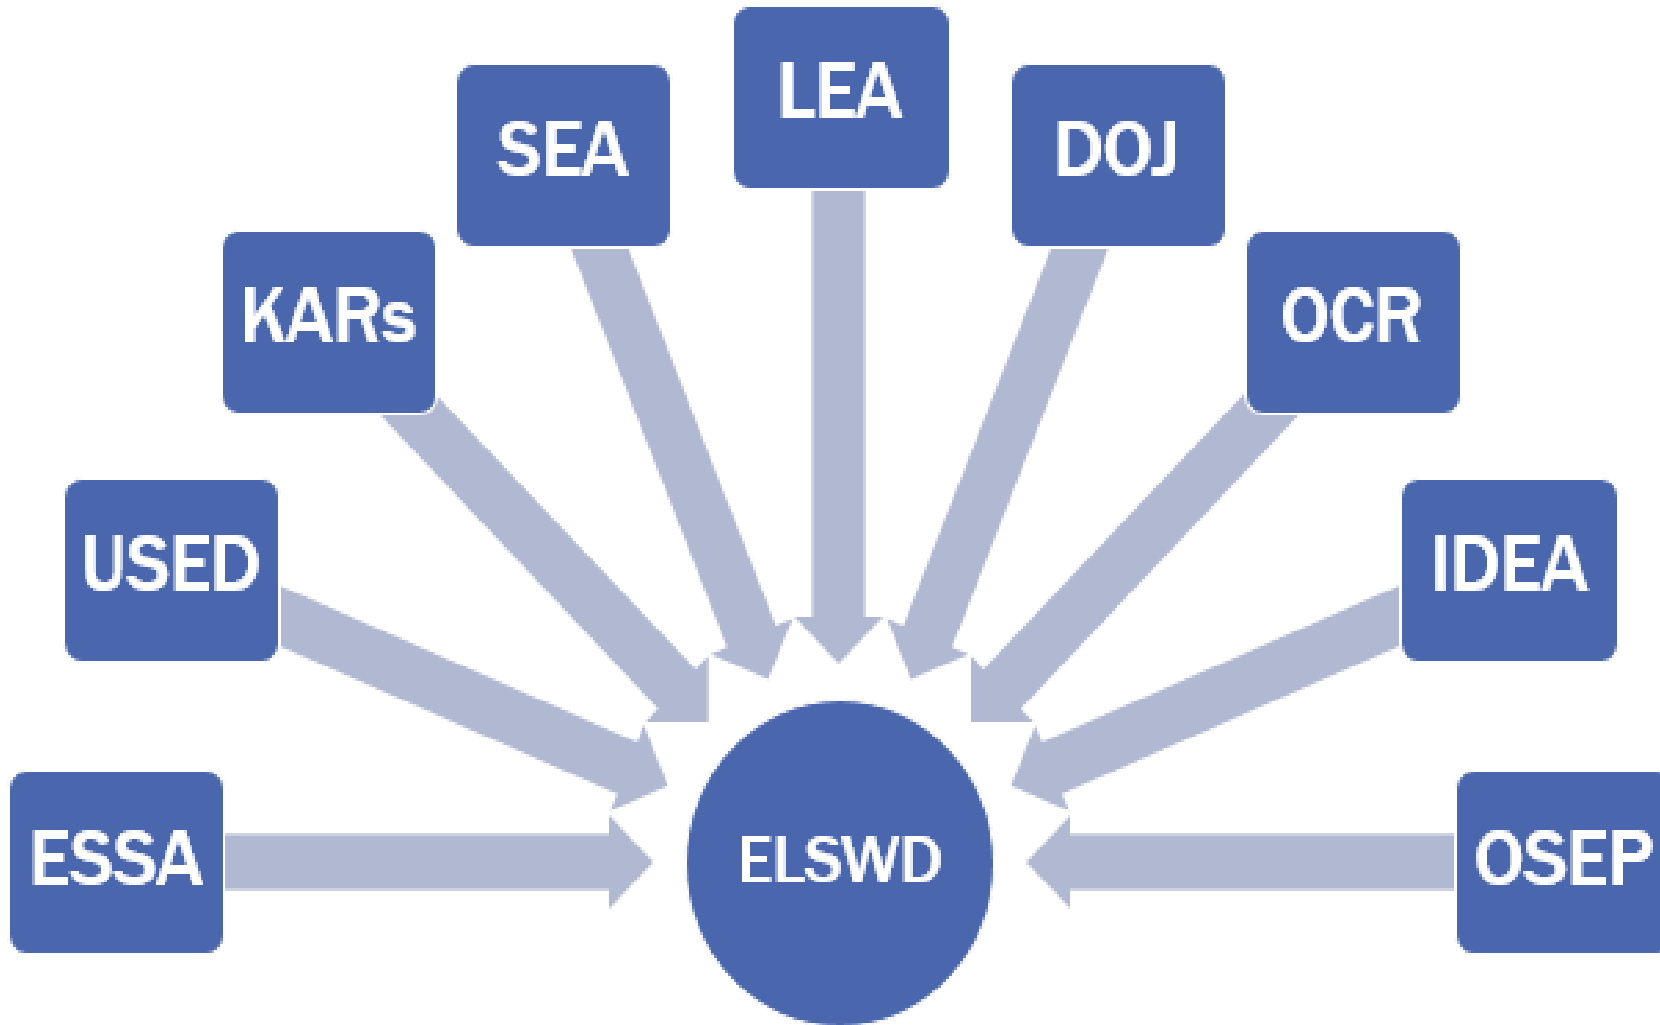 LEA
SEA
DOJ
KARs
OCR
USED
IDEA
ESSA
ELSWD
OSEP